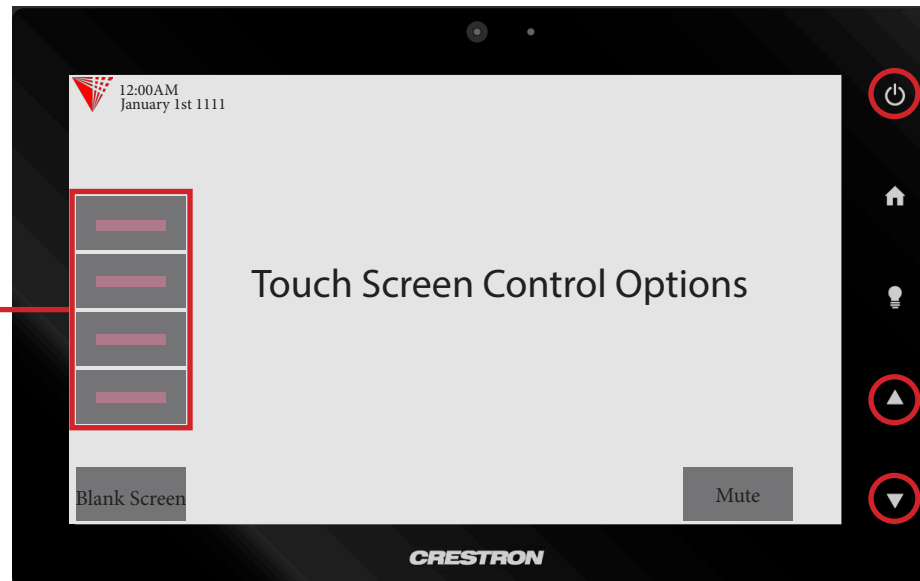 12:00AM
January 1st 1111
Touch Screen Control Options
Blank Screen
Mute
CRESTRON